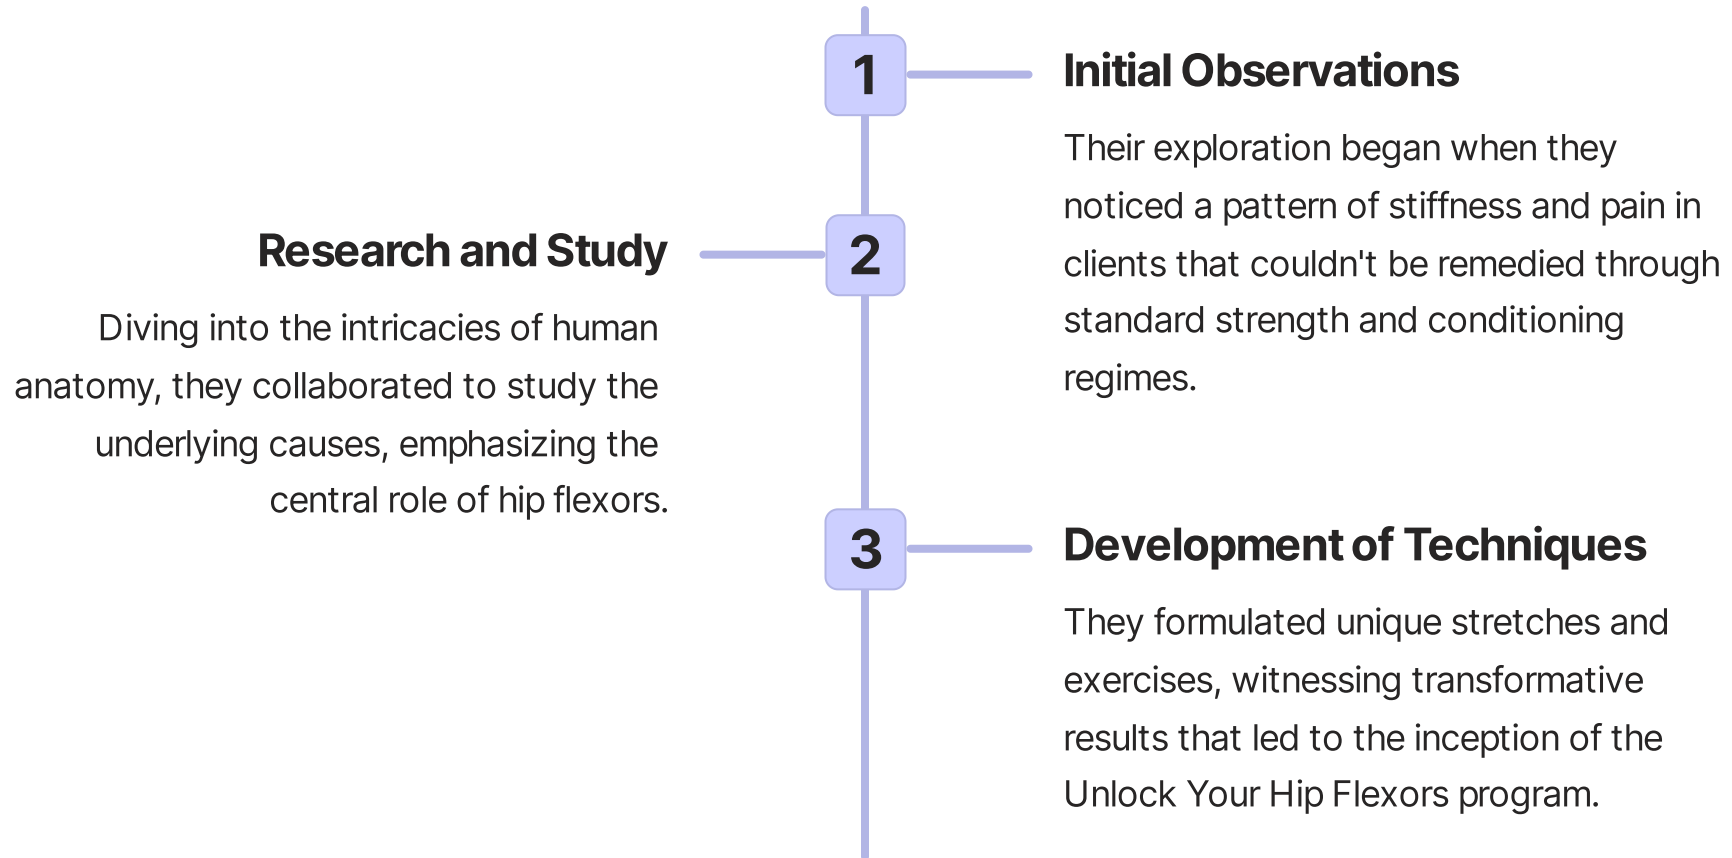 1
Initial Observations
Their exploration began when they
noticed a pattern of stiffness and pain in
clients that couldn't be remedied through
standard strength and conditioning
regimes.
2
Research and Study
Diving into the intricacies of human
anatomy, they collaborated to study the
underlying causes, emphasizing the
central role of hip flexors.
3
Development of Techniques
They formulated unique stretches and
exercises, witnessing transformative
results that led to the inception of the
Unlock Your Hip Flexors program.